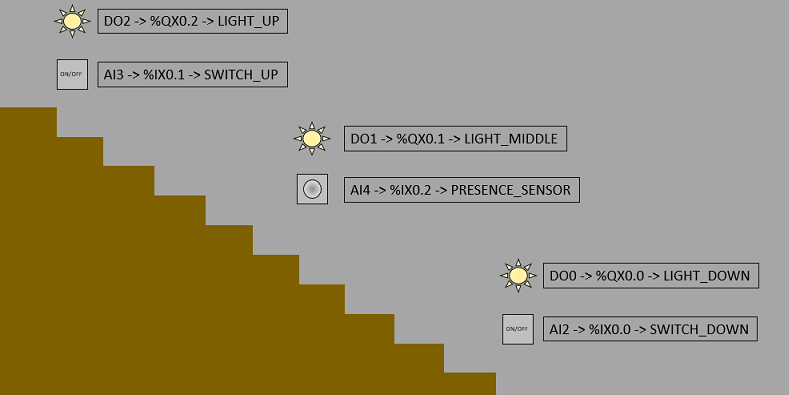 DO2 -> %QX0.2 -> LIGHT_UP
ON/OFF
AI3 -> %IX0.1 -> SWITCH_UP
DO1 -> %QX0.1 -> LIGHT_MIDDLE
AI4 -> %IX0.2 -> PRESENCE_SENSOR
DO0 -> %QX0.0 -> LIGHT_DOWN
ON/OFF
AI2 -> %IX0.0 -> SWITCH_DOWN